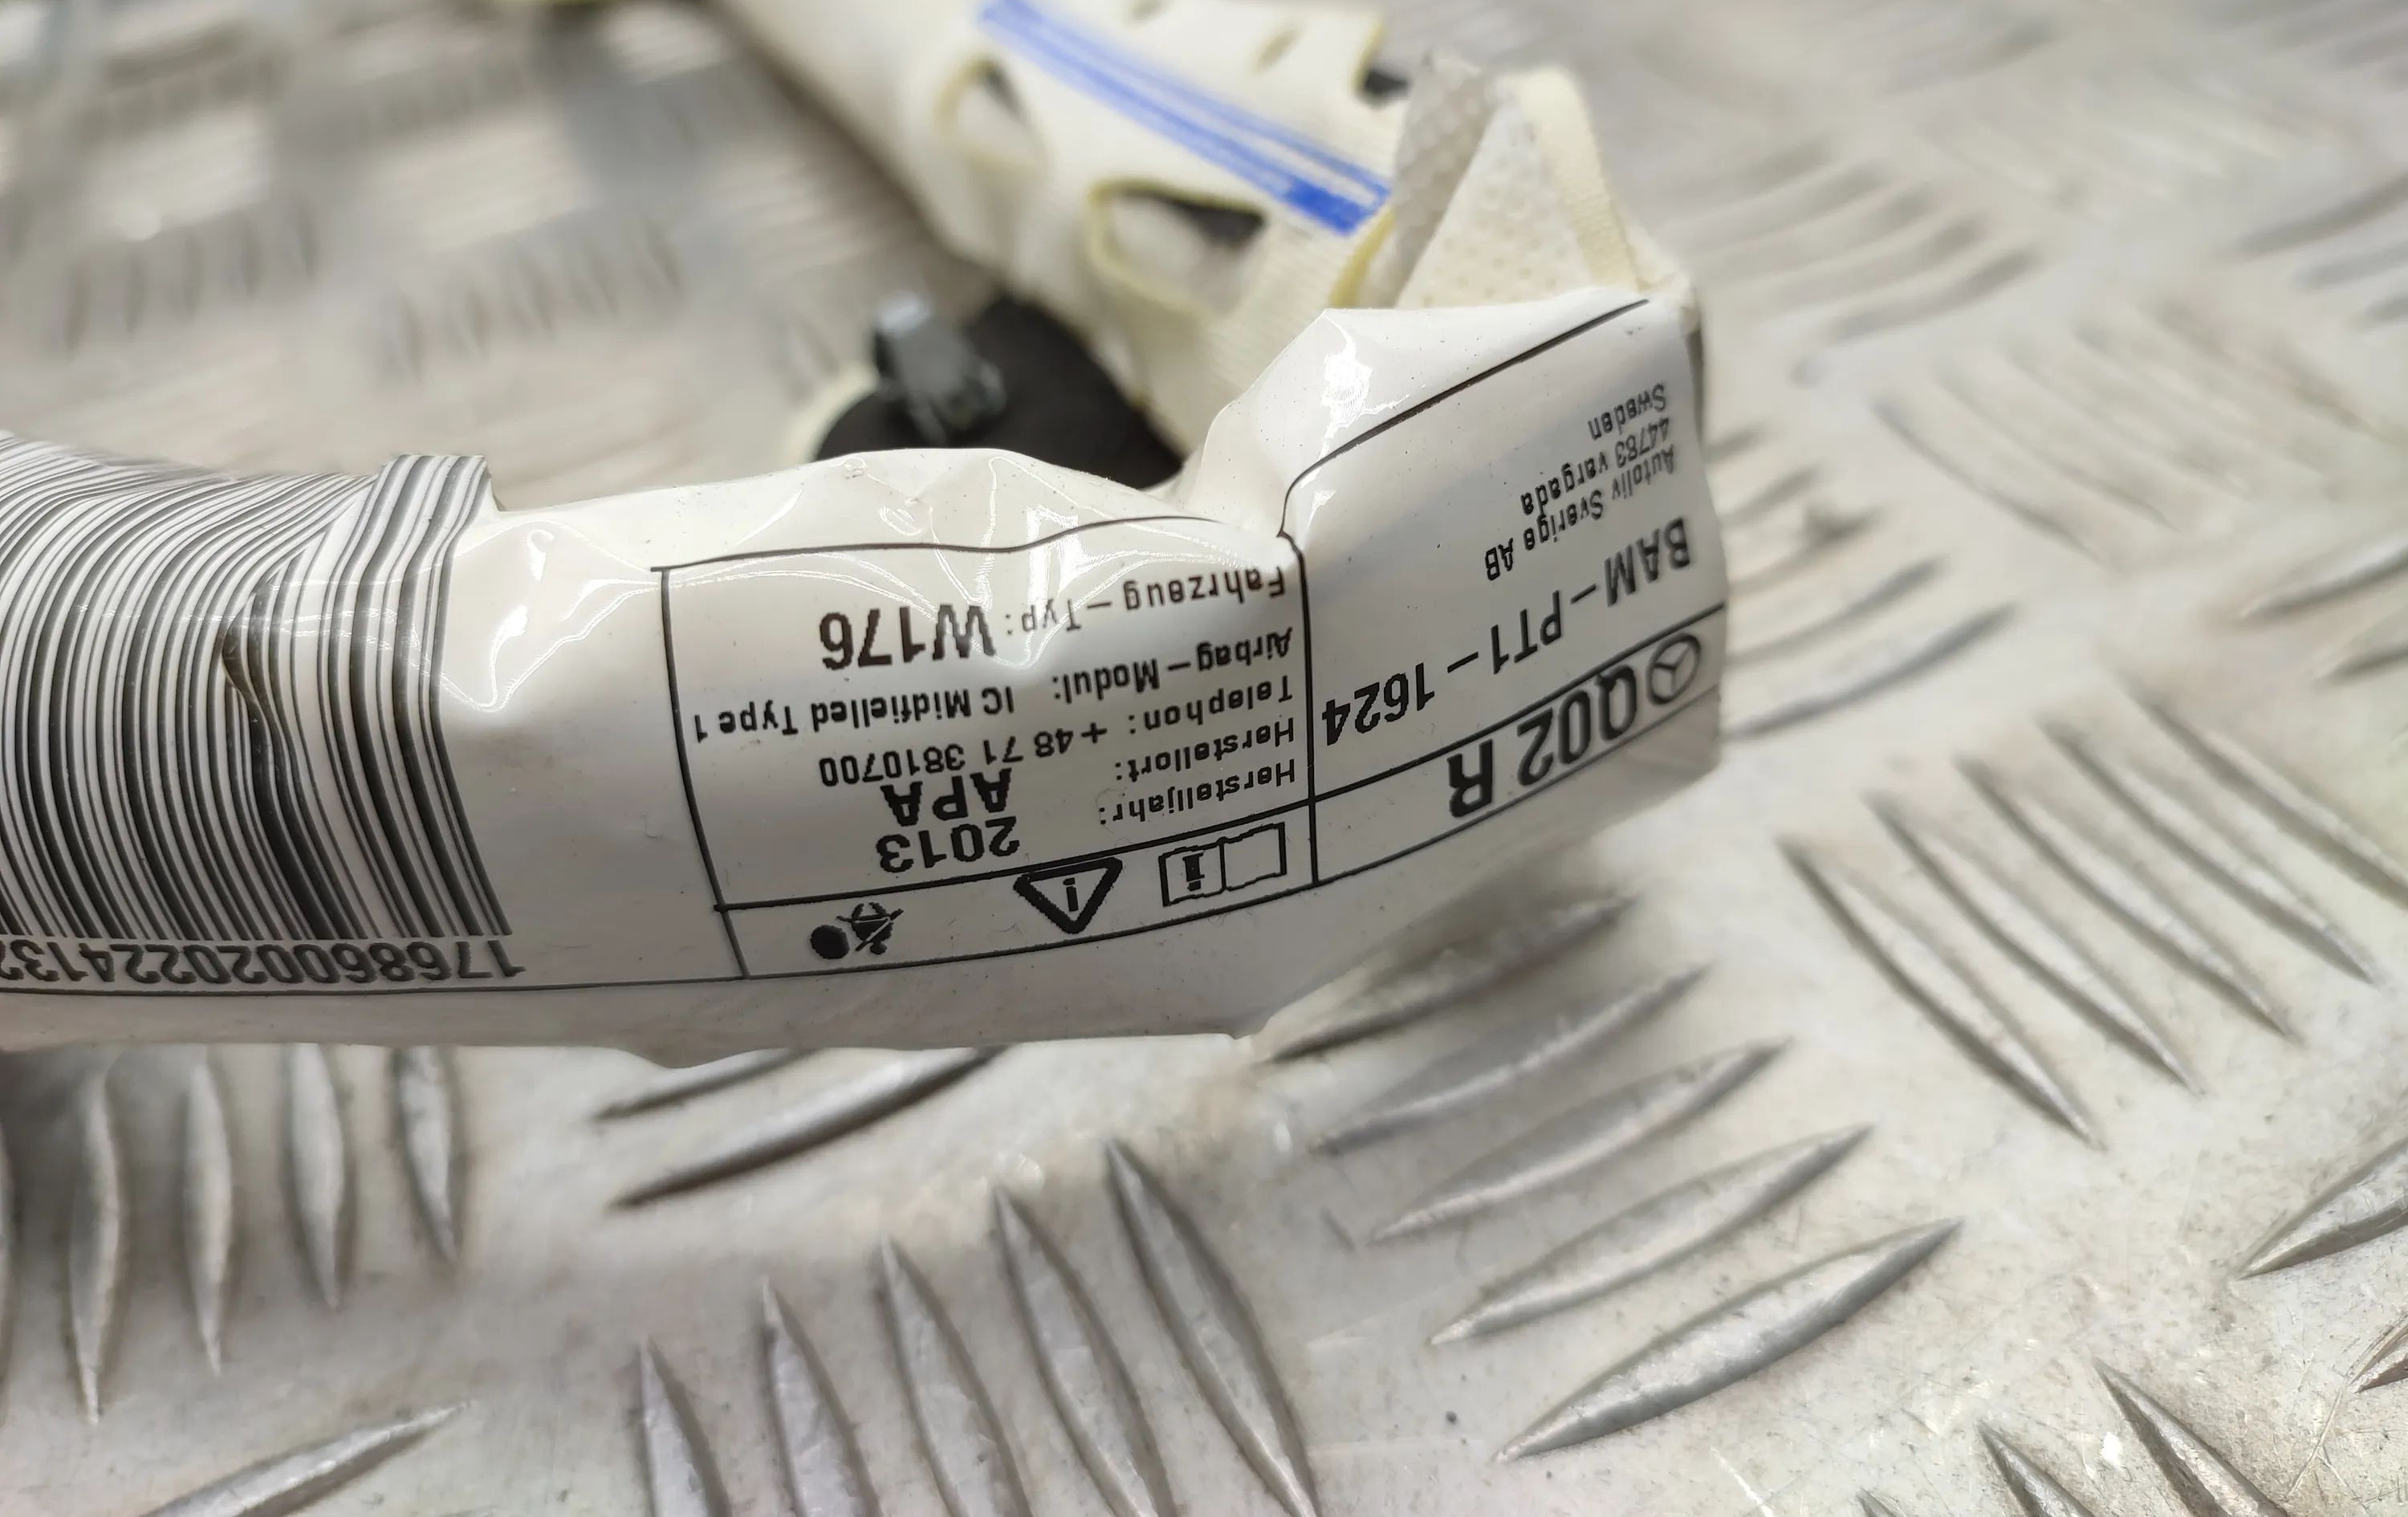 Q02 R
BAM-PT1-1624
Autoliv Sverige AB
44783 vargada
Sweden
Herstelljahr: 2013
Herstellort: APA
Telephon: +48 71 3810700
Airbag-Modul: IC Midfielled Type 1
Fahrzeug-Typ: W176
176860020224132